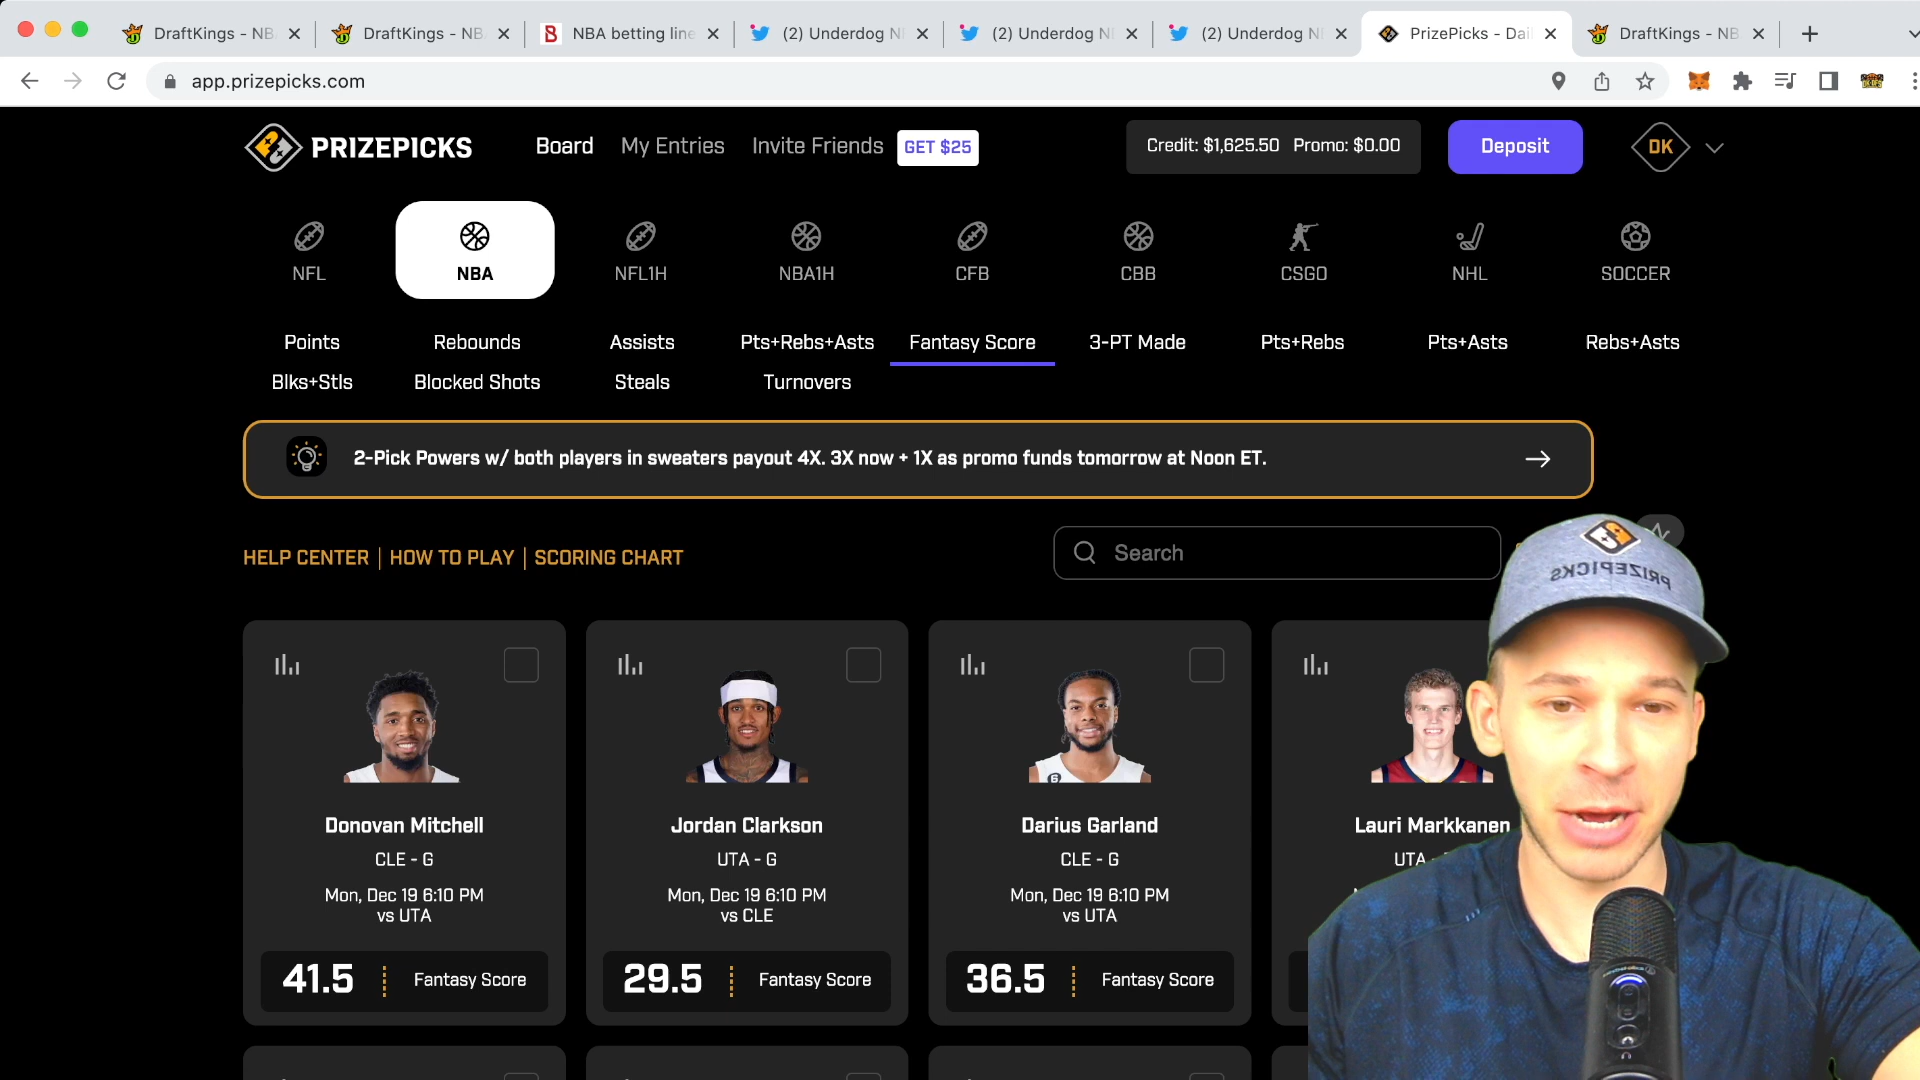 DraftKings - NB
DraftKings - NB
NBA betting line
(2) Underdog N
(2) Underdog N
(2) Underdog N
PrizePicks - Dai
DraftKings - NB
app.prizepicks.com
PRIZEPICKS
Board
My Entries
Invite Friends
GET $25
Credit: $1,625.50 Promo: $0.00
Deposit
DK
NFL
NBA
NFL1H
NBA1H
CFB
CBB
CSGO
NHL
SOCCER
Points
Rebounds
Assists
Pts+Rebs+Asts
Fantasy Score
3-PT Made
Pts+Rebs
Pts+Asts
Rebs+Asts
Blks+Stls
Blocked Shots
Steals
Turnovers
2-Pick Powers w/ both players in sweaters payout 4X. 3X now + 1X as promo funds tomorrow at Noon ET.
HELP CENTER | HOW TO PLAY | SCORING CHART
Search
PRIZEPICKS
Donovan Mitchell
CLE - G
Mon, Dec 19 6:10 PM
vs UTA
41.5
Fantasy Score
Jordan Clarkson
UTA - G
Mon, Dec 19 6:10 PM
vs CLE
29.5
Fantasy Score
Darius Garland
CLE - G
Mon, Dec 19 6:10 PM
vs UTA
36.5
Fantasy Score
Lauri Markkanen
UTA -